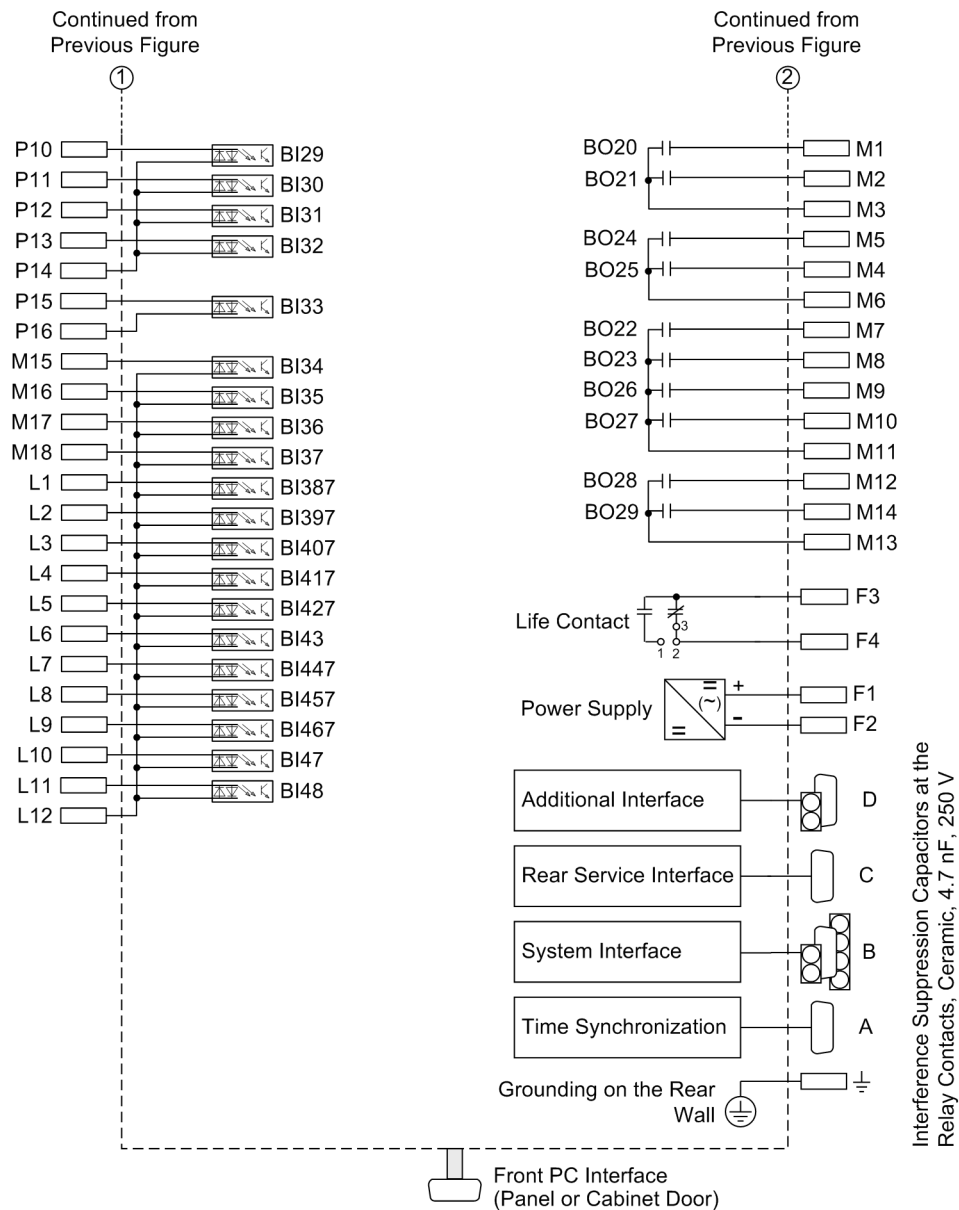 Continued from
Previous Figure
1
Continued from
Previous Figure
2
P10
BI29
P11
BI30
P12
BI31
P13
BI32
P14
P15
BI33
P16
M15
BI34
M16
BI35
M17
BI36
M18
BI37
L1
BI387
L2
BI397
L3
BI407
L4
BI417
L5
BI427
L6
BI43
L7
BI447
L8
BI457
L9
BI467
L10
BI47
L11
BI48
L12
BO20
M1
BO21
M2
M3
BO24
M5
BO25
M4
M6
BO22
M7
BO23
M8
BO26
M9
BO27
M10
M11
BO28
M12
BO29
M14
M13
Life Contact
3
1 2
F3
F4
Power Supply
=
(~)
=
+
-
F1
F2
Additional Interface
D
Rear Service Interface
C
System Interface
B
Time Synchronization
A
Grounding on the Rear
Wall
Interference Suppression Capacitors at the
Relay Contacts, Ceramic, 4.7 nF, 250 V
Front PC Interface
(Panel or Cabinet Door)